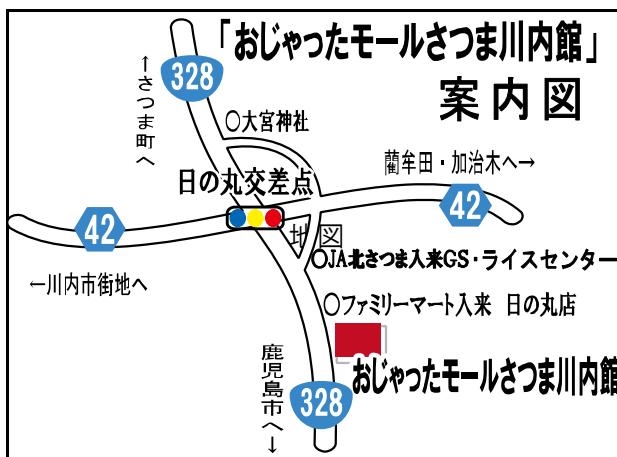 「おじゃったモールさつま川内館」
案内図
328
↑さつま町へ
○大宮神社
藺牟田・加治木へ→
日の丸交差点
42
42
地図
○JA北さつま入来GS・ライスセンター
←川内市街地へ
○ファミリーマート入来 日の丸店
おじゃったモールさつま川内館
鹿児島市へ↓
328